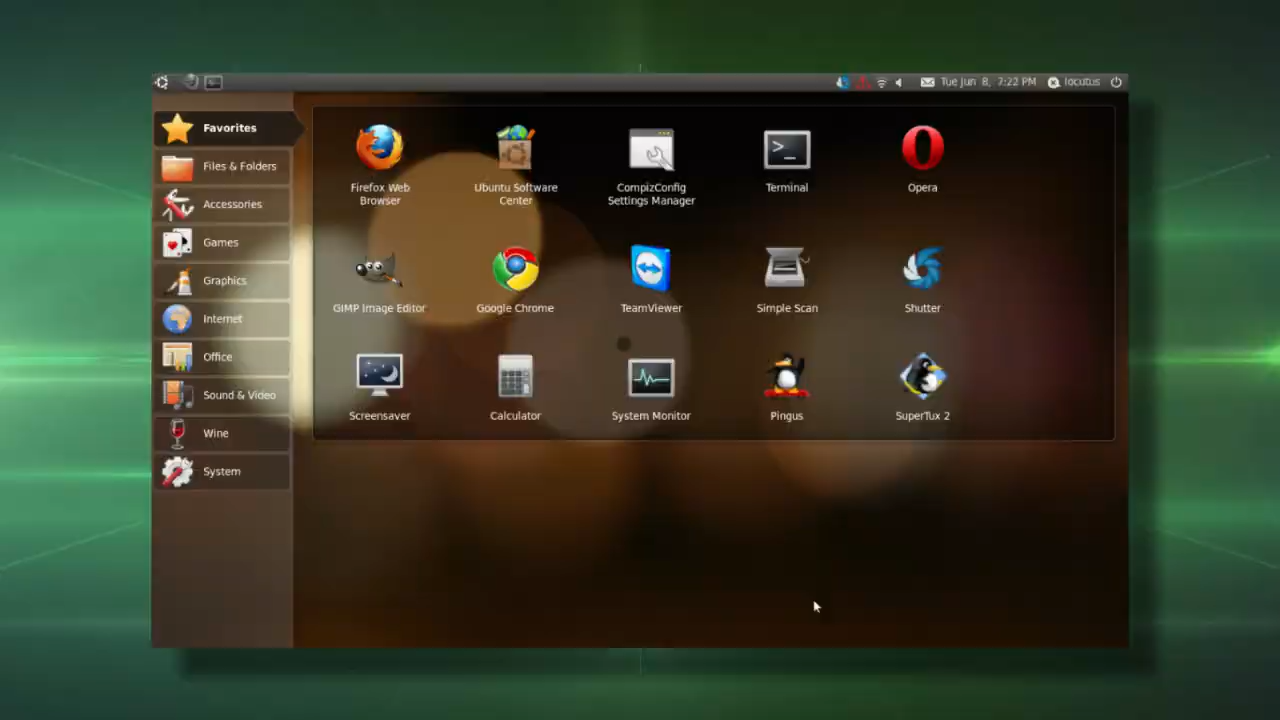 Tue Jun 8, 7:22 PM locutus
Favorites
Files & Folders
Accessories
Games
Graphics
Internet
Office
Sound & Video
Wine
System
Firefox Web
Browser
Ubuntu Software
Center
CompizConfig
Settings Manager
Terminal
Opera
GIMP Image Editor
Google Chrome
TeamViewer
Simple Scan
Shutter
Screensaver
Calculator
System Monitor
Pingus
SuperTux 2